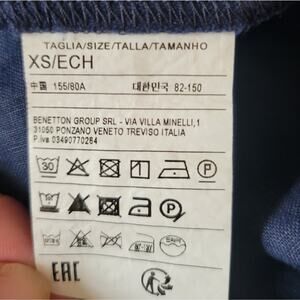 TAGLIA/SIZE/TALLA/TAMANHO
XS/ECH
中国 155/80A 대한민국 82-150
BENETTON GROUP SRL - VIA VILLA MINELLI,1
31050 PONZANO VENETO TREVISO ITALIA
P.iva 03490770264
30 P
P
EAC